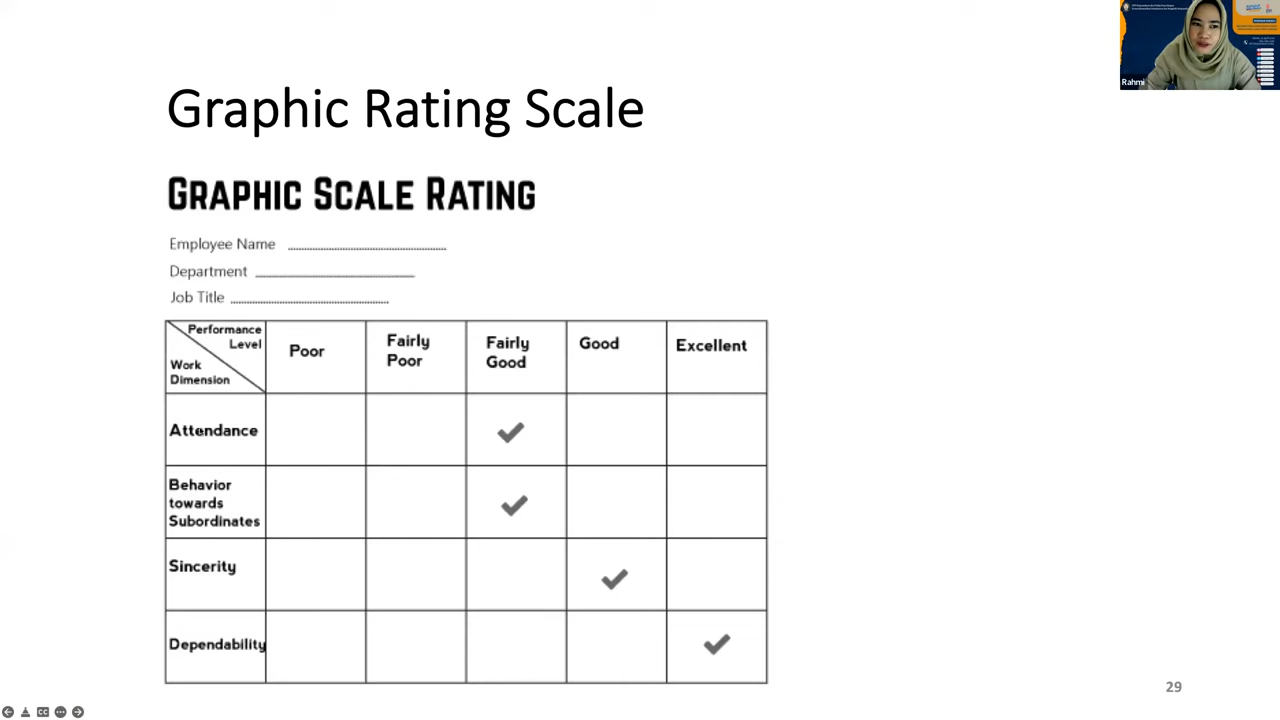 Rahmi
Graphic Rating Scale
GRAPHIC SCALE RATING
Employee Name
Department
Job Title
Performance
Level
Work
Dimension
Poor
Fairly
Poor
Fairly
Good
Good
Excellent
Attendance
Behavior
towards
Subordinates
Sincerity
Dependability
29
CC